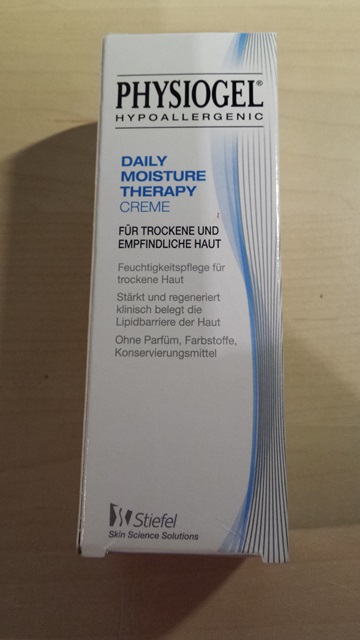 PHYSIOGEL®
HYPOALLERGENIC
DAILY
MOISTURE
THERAPY
CREME
FÜR TROCKENE UND
EMPFINDLICHE HAUT
Feuchtigkeitspflege für
trockene Haut
Stärkt und regeneriert
klinisch belegt die
Lipidbarriere der Haut
Ohne Parfüm, Farbstoffe,
Konservierungsmittel
Stiefel
Skin Science Solutions